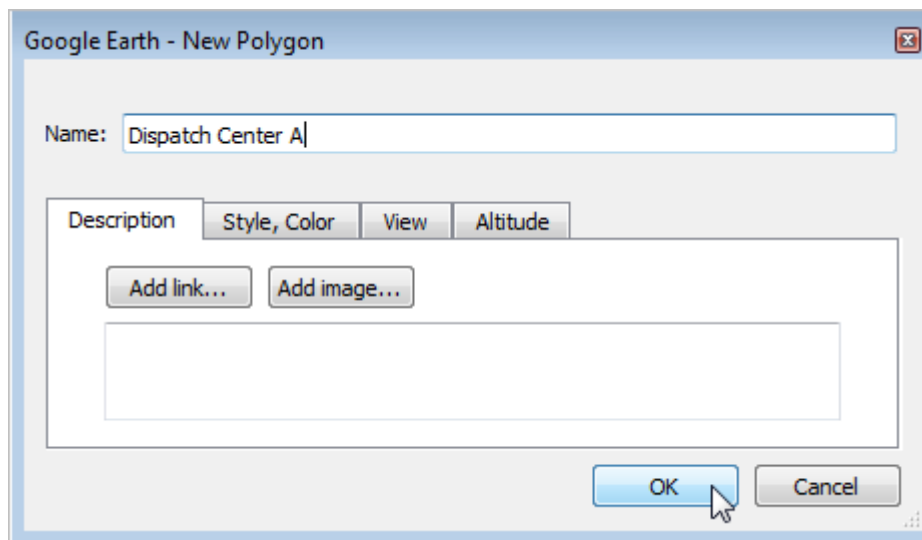 Google Earth - New Polygon
Name: Dispatch Center A
Description Style, Color View Altitude
Add link... Add image...
OK Cancel